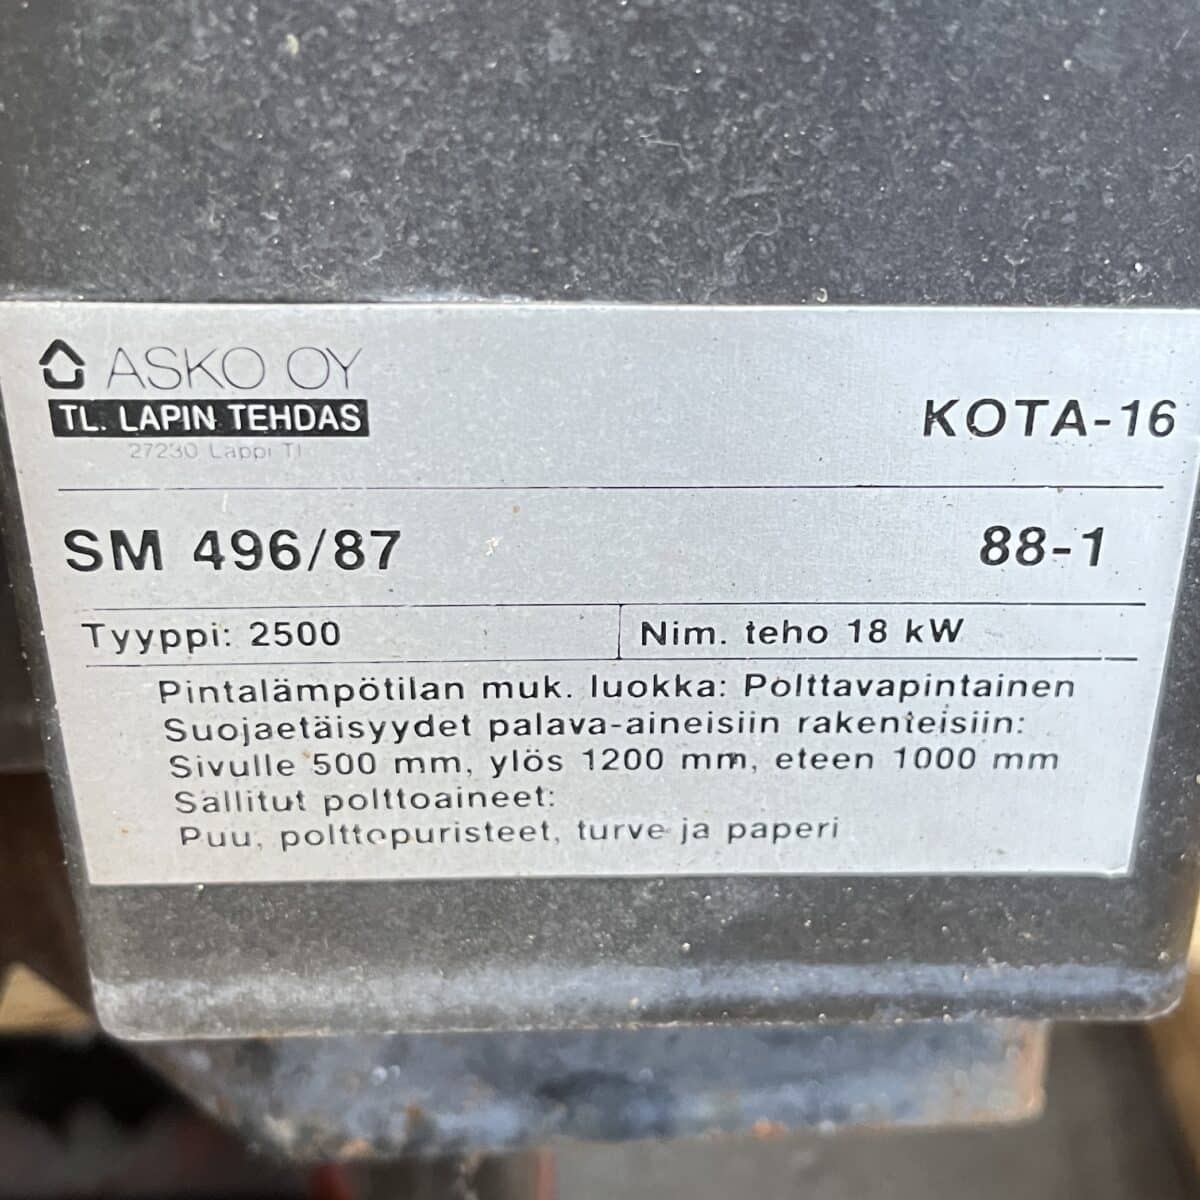 ASKO OY
TL. LAPIN TEHDAS
27230 Lappi Tl
KOTA-16
SM 496/87
88-1
Tyyppi: 2500
Nim. teho 18 kW
Pintalämpötilan muk. luokka: Polttavapintainen
Suojaetäisyydet palava-aineisiin rakenteisiin:
Sivulle 500 mm, ylös 1200 mm, eteen 1000 mm
Sallitut polttoaineet:
Puu, polttopuristeet, turve ja paperi